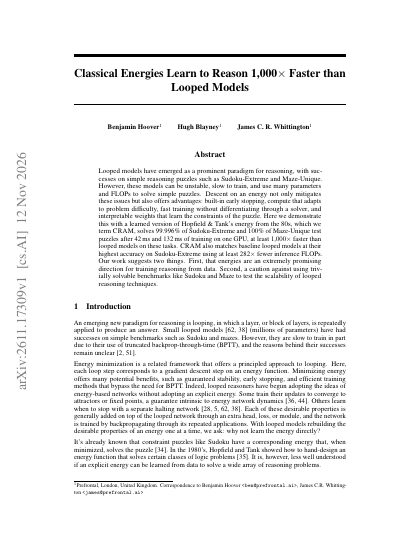 Classical Energies Learn to Reason 1,000× Faster than
Looped Models
Benjamin Hoover¹ Hugh Blayney¹ James C. R. Whittington¹
Abstract
Looped models have emerged as a prominent paradigm for reasoning, with suc-
cesses on simple reasoning puzzles such as Sudoku-Extreme and Maze-Unique.
However, these models can be unstable, slow to train, and use many parameters
and FLOPs to solve simple puzzles. Descent on an energy not only mitigates
these issues but also offers advantages: built-in early stopping, compute that adapts
to problem difficulty, fast training without differentiating through a solver, and
interpretable weights that learn the constraints of the puzzle. Here we demonstrate
this with a learned version of Hopfield & Tank's energy from the 80s, which we
term CRAM, solves 99.996% of Sudoku-Extreme and 100% of Maze-Unique test
puzzles after 42 ms and 132 ms of training on one GPU, at least 1,000× faster than
looped models on these tasks. CRAM also matches baseline looped models at their
highest accuracy on Sudoku-Extreme using at least 282× fewer inference FLOPs.
Our work suggests two things. First, that energies are an extremely promising
direction for training reasoning from data. Second, a caution against using triv-
ially solvable benchmarks like Sudoku and Maze to test the scalability of looped
reasoning techniques.
1 Introduction
An emerging new paradigm for reasoning is looping, in which a layer, or block of layers, is repeatedly
applied to produce an answer. Small looped models [62, 38] (millions of parameters) have had
successes on simple benchmarks such as Sudoku and mazes. However, they are slow to train in part
due to their use of truncated backprop-through-time (BPTT), and the reasons behind their successes
remain unclear [2, 51].
Energy minimization is a related framework that offers a principled approach to looping. Here,
each loop step corresponds to a gradient descent step on an energy function. Minimizing energy
offers many potential benefits, such as guaranteed stability, early stopping, and efficient training
methods that bypass the need for BPTT. Indeed, looped reasoners have begun adopting the ideas of
energy-based networks without adopting an explicit energy. Some train their updates to converge to
attractors or fixed points, a guarantee intrinsic to energy network dynamics [36, 44]. Others learn
when to stop with a separate halting network [28, 5, 62, 38]. Each of these desirable properties is
generally added on top of the looped network through an extra head, loss, or module, and the network
is trained by backpropagating through its repeated applications. With looped models rebuilding the
desirable properties of an energy one at a time, we ask: why not learn the energy directly?
It's already known that constraint puzzles like Sudoku have a corresponding energy that, when
minimized, solves the puzzle [34]. In the 1980's, Hopfield and Tank showed how to hand-design an
energy function that solves certain classes of logic problems [35]. It is, however, less well understood
if an explicit energy can be learned from data to solve a wide array of reasoning problems.
¹Prefrontal, London, United Kingdom. Correspondence to Benjamin Hoover <ben@prefrontal.ai>, James C.R. Whitting-
ton <james@prefrontal.ai>
arXiv:2611.17309v1 [cs.AI] 12 Nov 2026